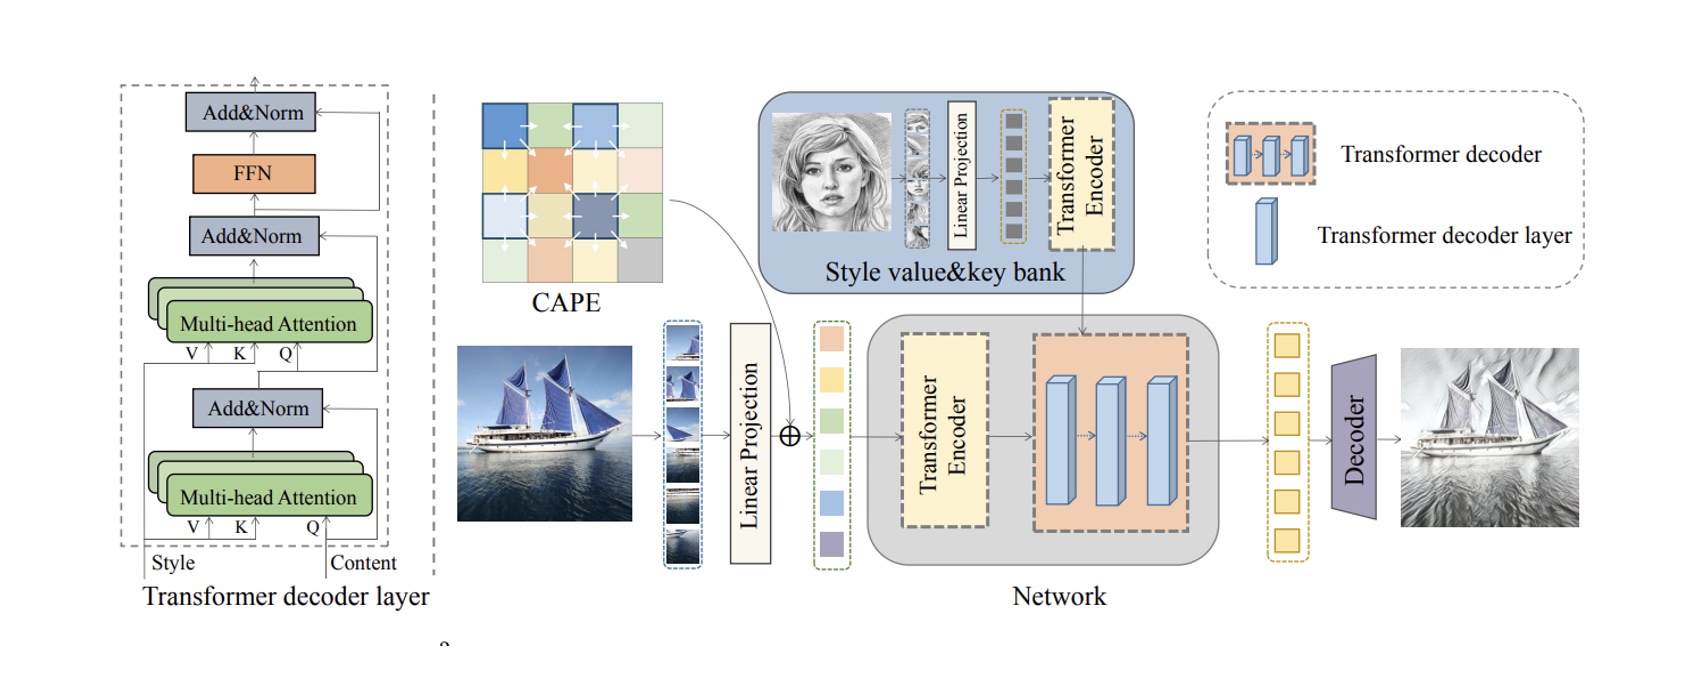 Add&Norm
FFN
Add&Norm
Multi-head Attention
V K Q
Add&Norm
Multi-head Attention
V K Q
Style Content
Transformer decoder layer
CAPE
Linear Projection
Transformer
Encoder
Style value&key bank
Transformer decoder
Transformer decoder layer
Linear Projection
Transformer
Encoder
Decoder
Network